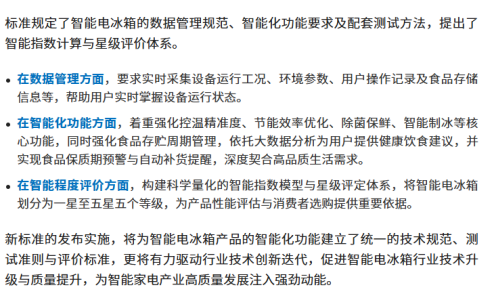 标准规定了智能电冰箱的数据管理规范、智能化功能要求及配套测试方法，提出了
智能指数计算与星级评价体系。
• 在数据管理方面，要求实时采集设备运行工况、环境参数、用户操作记录及食品存储
信息等，帮助用户实时掌握设备运行状态。
• 在智能化功能方面，着重强化控温精准度、节能效率优化、除菌保鲜、智能制冰等核
心功能，同时强化食品存贮周期管理，依托大数据分析为用户提供健康饮食建议，并
实现食品保质期预警与自动补货提醒，深度契合高品质生活需求。
• 在智能程度评价方面，构建科学量化的智能指数模型与星级评定体系，将智能电冰箱
划分为一星至五星五个等级，为产品性能评估与消费者选购提供重要依据。
新标准的发布实施，将为智能电冰箱产品的智能化功能建立了统一的技术规范、测
试准则与评价标准，更将有力驱动行业技术创新迭代，促进智能电冰箱行业技术升
级与质量提升，为智能家电产业高质量发展注入强劲动能。